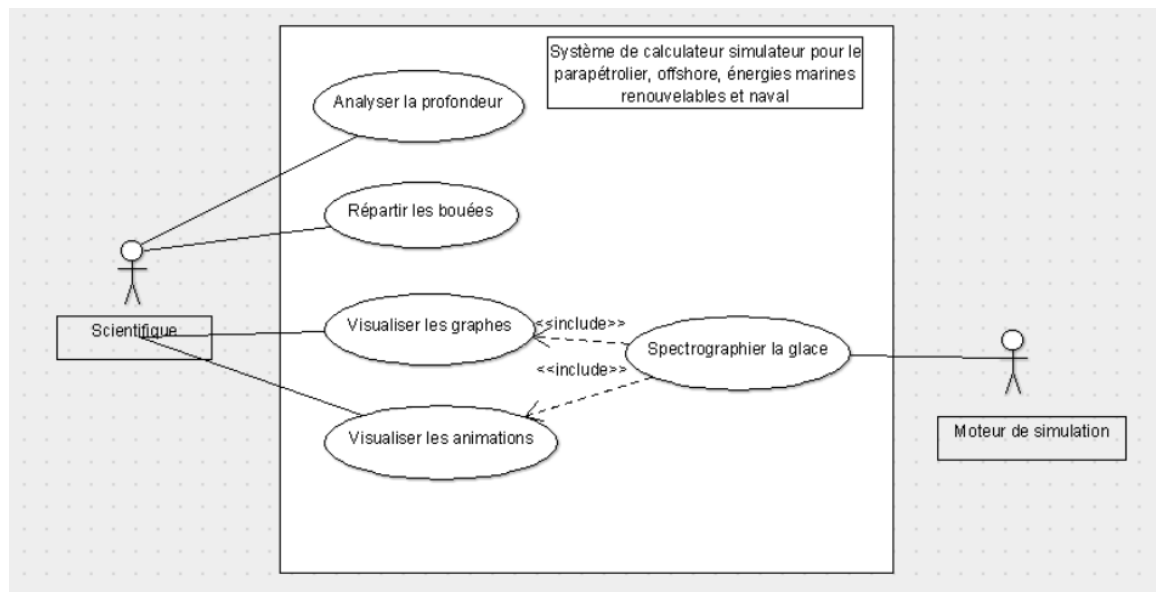 Système de calculateur simulateur pour le
parapétrolier, offshore, énergies marines
renouvelables et naval
Analyser la profondeur
Répartir les bouées
Scientifique
Visualiser les graphes
<<include>>
Spectrographier la glace
<<include>>
Visualiser les animations
Moteur de simulation